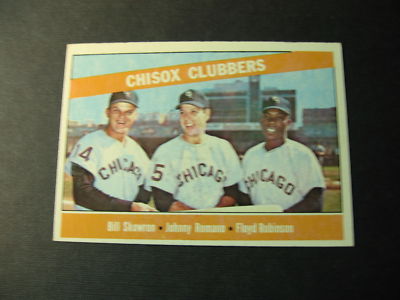 CHISOX CLUBBERS
14 CHICAGO 5 CHICAGO CHICAGO
Bill Skowron • Johnny Romano • Floyd Robinson